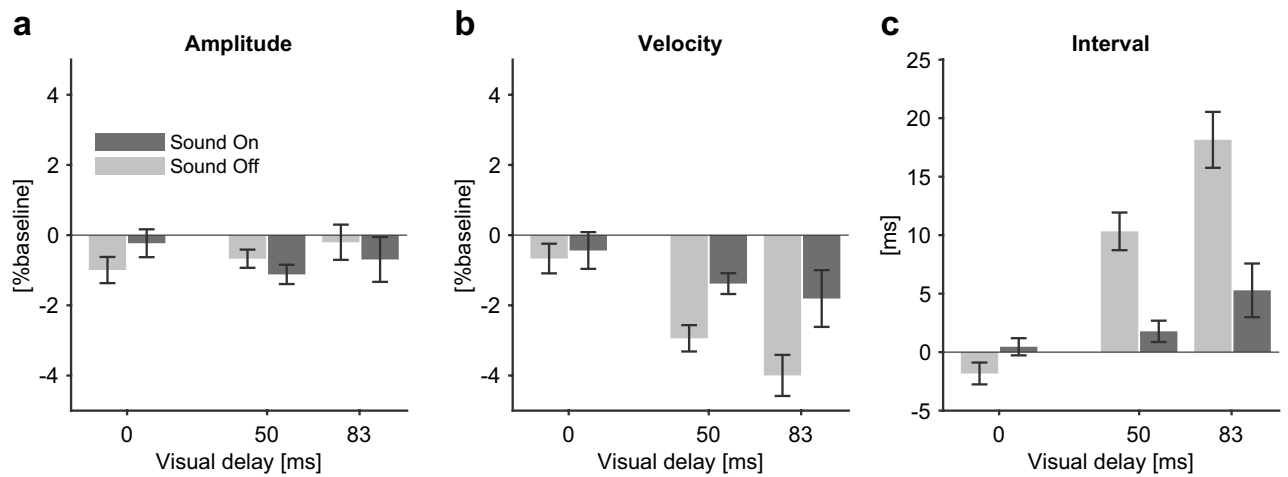 a
Amplitude
4
2
0
-2
-4
[%baseline]
Sound On
Sound Off
0
50
83
Visual delay [ms]
b
Velocity
4
2
0
-2
-4
[%baseline]
0
50
83
Visual delay [ms]
c
Interval
25
20
15
10
5
0
-5
[ms]
0
50
83
Visual delay [ms]